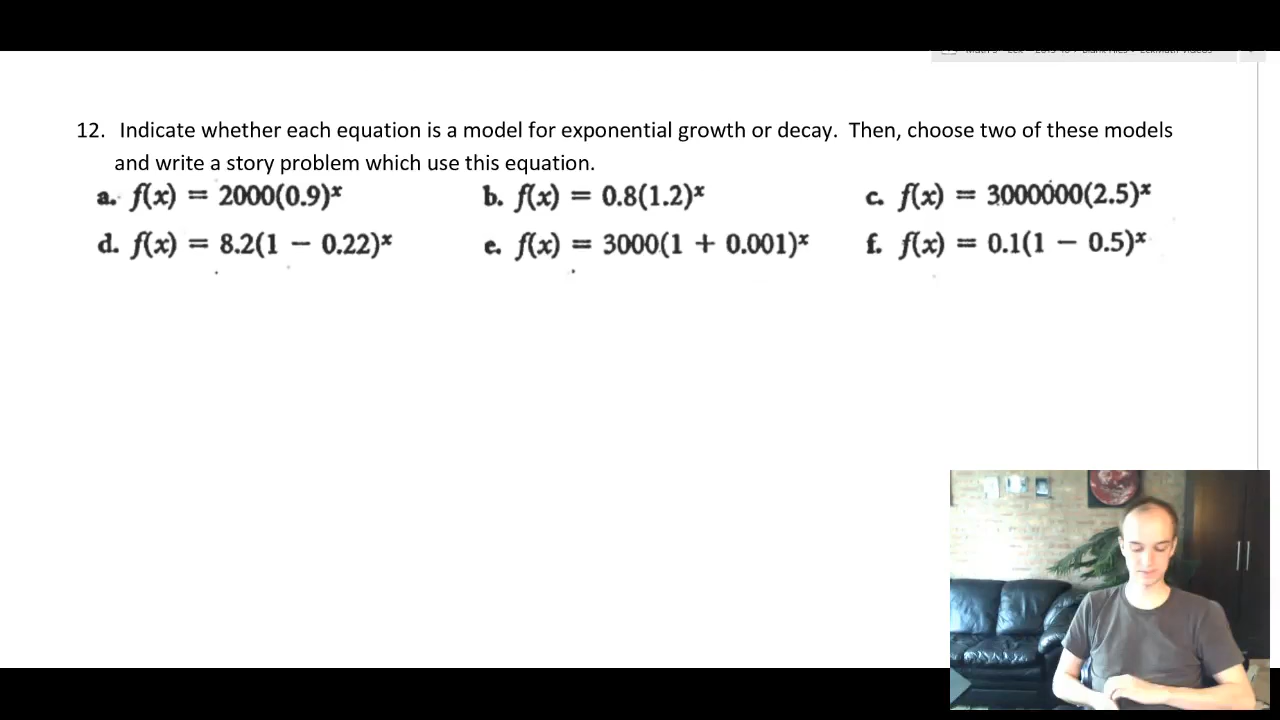 12. Indicate whether each equation is a model for exponential growth or decay. Then, choose two of these models
and write a story problem which use this equation.
a. f(x) = 2000(0.9)ˣ b. f(x) = 0.8(1.2)ˣ c. f(x) = 3000000(2.5)ˣ
d. f(x) = 8.2(1 − 0.22)ˣ e. f(x) = 3000(1 + 0.001)ˣ f. f(x) = 0.1(1 − 0.5)ˣ